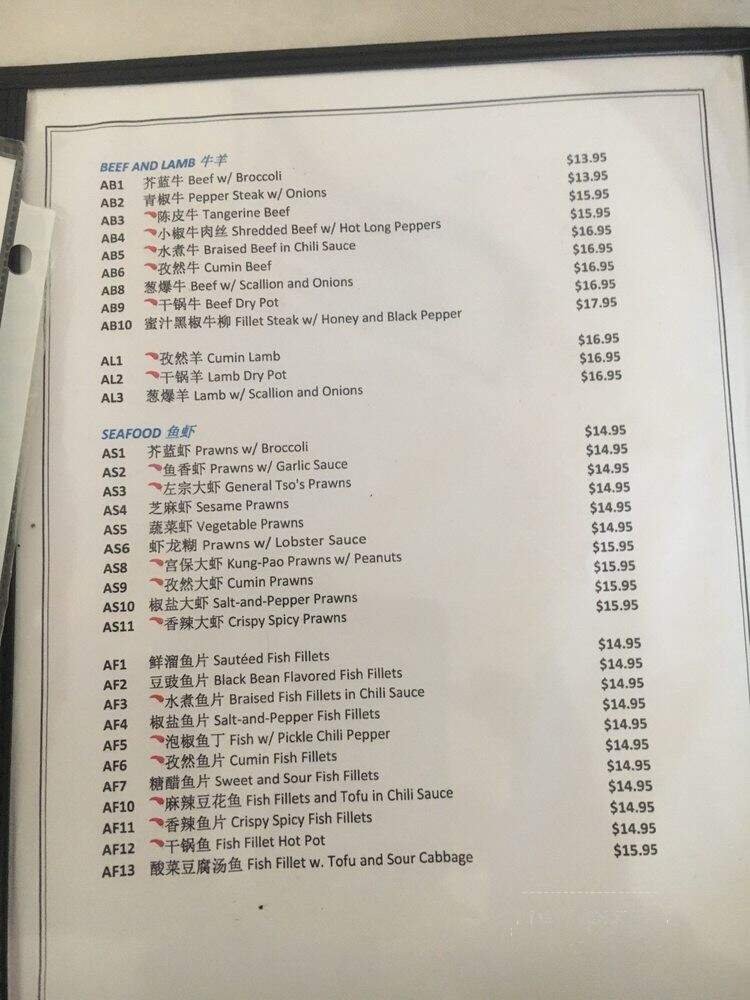 BEEF AND LAMB 牛羊
AB1 芥蓝牛 Beef w/ Broccoli $13.95
AB2 青椒牛 Pepper Steak w/ Onions $13.95
AB3 陈皮牛 Tangerine Beef $15.95
AB4 小椒牛肉丝 Shredded Beef w/ Hot Long Peppers $15.95
AB5 水煮牛 Braised Beef in Chili Sauce $16.95
AB6 孜然牛 Cumin Beef $16.95
AB8 葱爆牛 Beef w/ Scallion and Onions $16.95
AB9 干锅牛 Beef Dry Pot $16.95
AB10 蜜汁黑椒牛柳 Fillet Steak w/ Honey and Black Pepper $17.95
AL1 孜然羊 Cumin Lamb $16.95
AL2 干锅羊 Lamb Dry Pot $16.95
AL3 葱爆羊 Lamb w/ Scallion and Onions $16.95
SEAFOOD 鱼虾
AS1 芥蓝虾 Prawns w/ Broccoli $14.95
AS2 鱼香虾 Prawns w/ Garlic Sauce $14.95
AS3 左宗大虾 General Tso's Prawns $14.95
AS4 芝麻虾 Sesame Prawns $14.95
AS5 蔬菜虾 Vegetable Prawns $14.95
AS6 虾龙糊 Prawns w/ Lobster Sauce $14.95
AS8 宫保大虾 Kung-Pao Prawns w/ Peanuts $15.95
AS9 孜然大虾 Cumin Prawns $15.95
AS10 椒盐大虾 Salt-and-Pepper Prawns $15.95
AS11 香辣大虾 Crispy Spicy Prawns $15.95
AF1 鲜溜鱼片 Sautéed Fish Fillets $14.95
AF2 豆豉鱼片 Black Bean Flavored Fish Fillets $14.95
AF3 水煮鱼片 Braised Fish Fillets in Chili Sauce $14.95
AF4 椒盐鱼片 Salt-and-Pepper Fish Fillets $14.95
AF5 泡椒鱼丁 Fish w/ Pickle Chili Pepper $14.95
AF6 孜然鱼片 Cumin Fish Fillets $14.95
AF7 糖醋鱼片 Sweet and Sour Fish Fillets $14.95
AF10 麻辣豆花鱼 Fish Fillets and Tofu in Chili Sauce $14.95
AF11 香辣鱼片 Crispy Spicy Fish Fillets $14.95
AF12 干锅鱼 Fish Fillet Hot Pot $14.95
AF13 酸菜豆腐汤鱼 Fish Fillet w. Tofu and Sour Cabbage $15.95